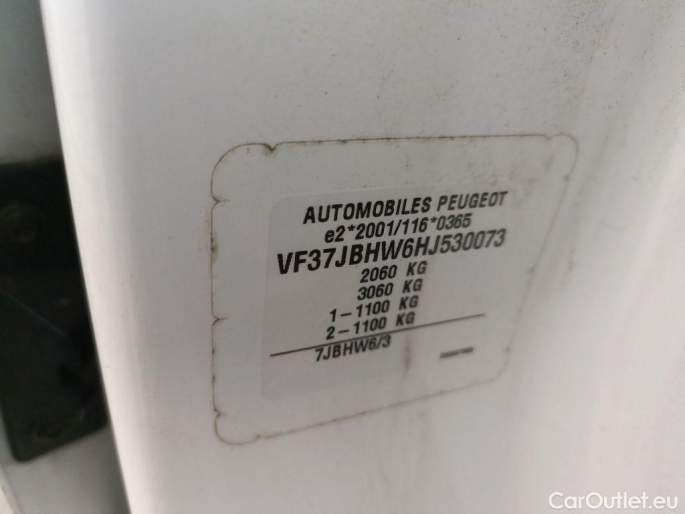 AUTOMOBILES PEUGEOT
e2*2001/116*0365
VF37JBHW6HJ530073
2060 KG
3060 KG
1-1100 KG
2-1100 KG
7JBHW6/3
CarOutlet.eu